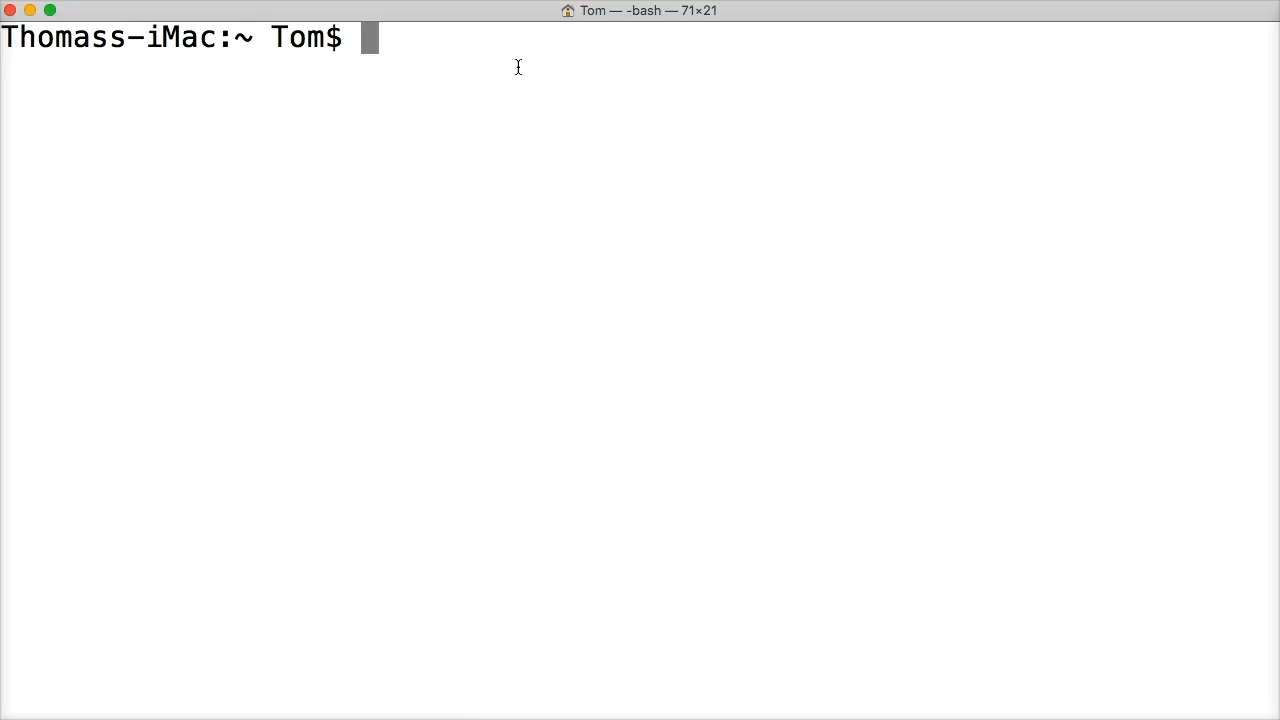 Tom — -bash — 71×21
Thomass-iMac:~ Tom$